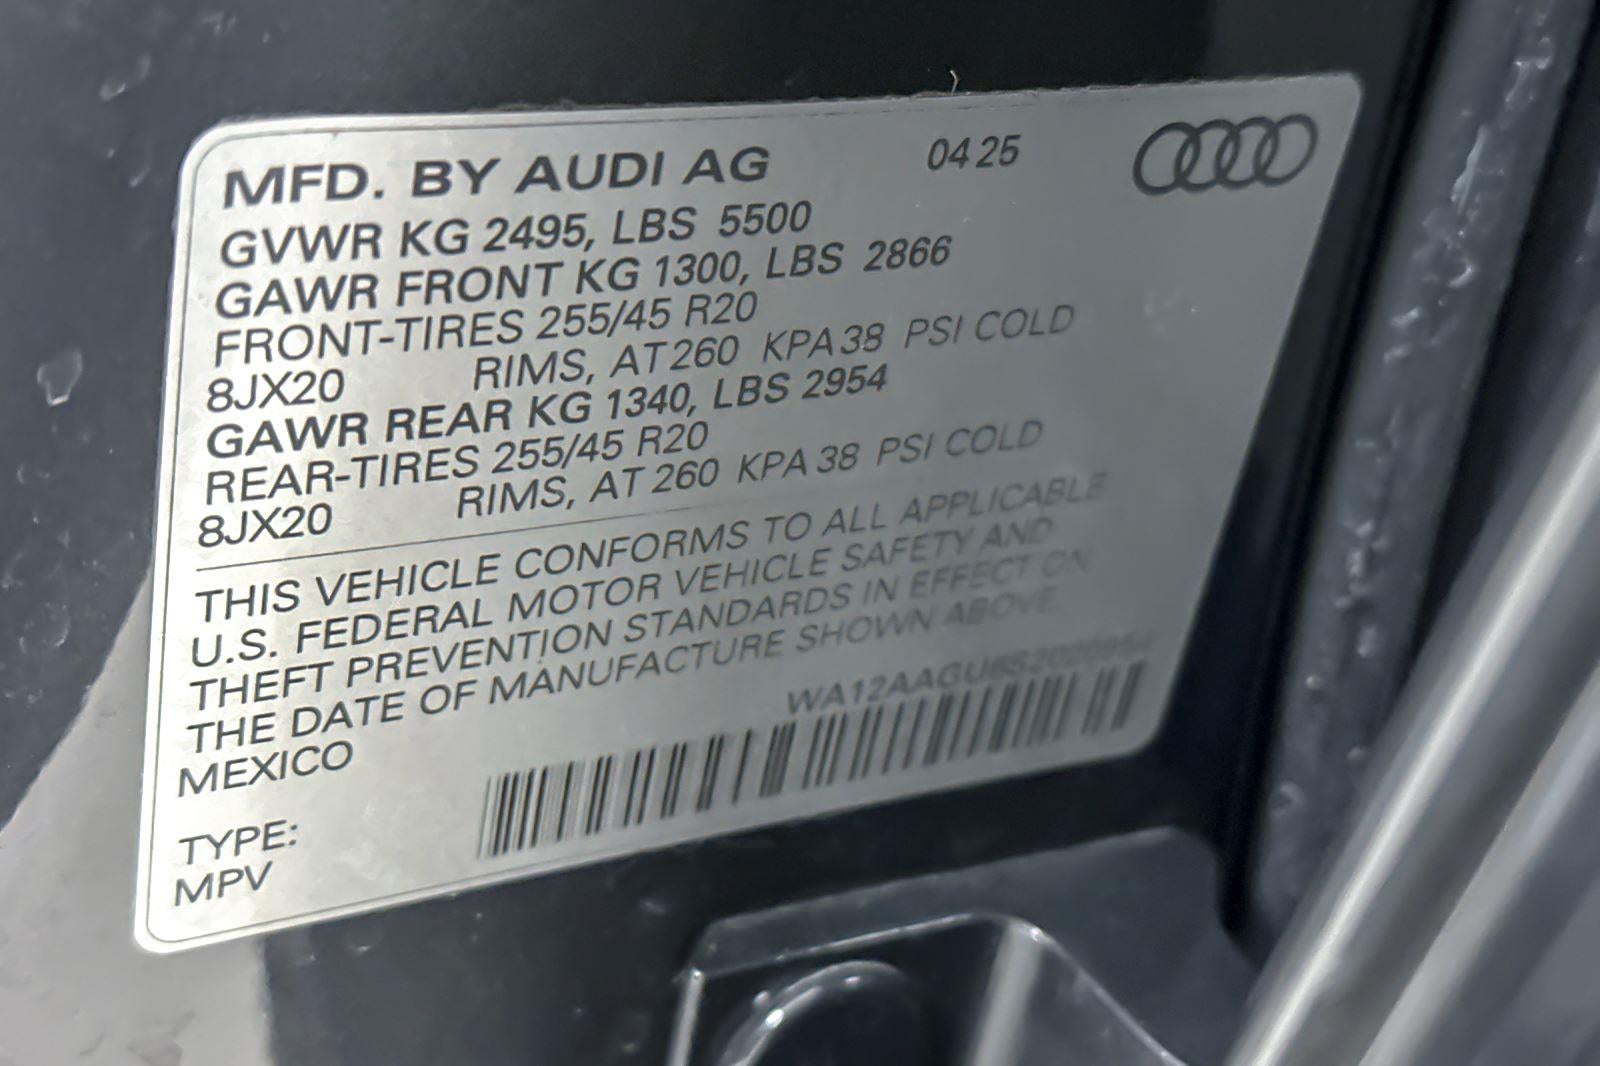 MFD. BY AUDI AG 04 25
GVWR KG 2495, LBS 5500
GAWR FRONT KG 1300, LBS 2866
FRONT-TIRES 255/45 R20
8JX20 RIMS, AT 260 KPA 38 PSI COLD
GAWR REAR KG 1340, LBS 2954
REAR-TIRES 255/45 R20
8JX20 RIMS, AT 260 KPA 38 PSI COLD
THIS VEHICLE CONFORMS TO ALL APPLICABLE
U.S. FEDERAL MOTOR VEHICLE SAFETY AND
THEFT PREVENTION STANDARDS IN EFFECT ON
THE DATE OF MANUFACTURE SHOWN ABOVE
MEXICO
TYPE:
MPV